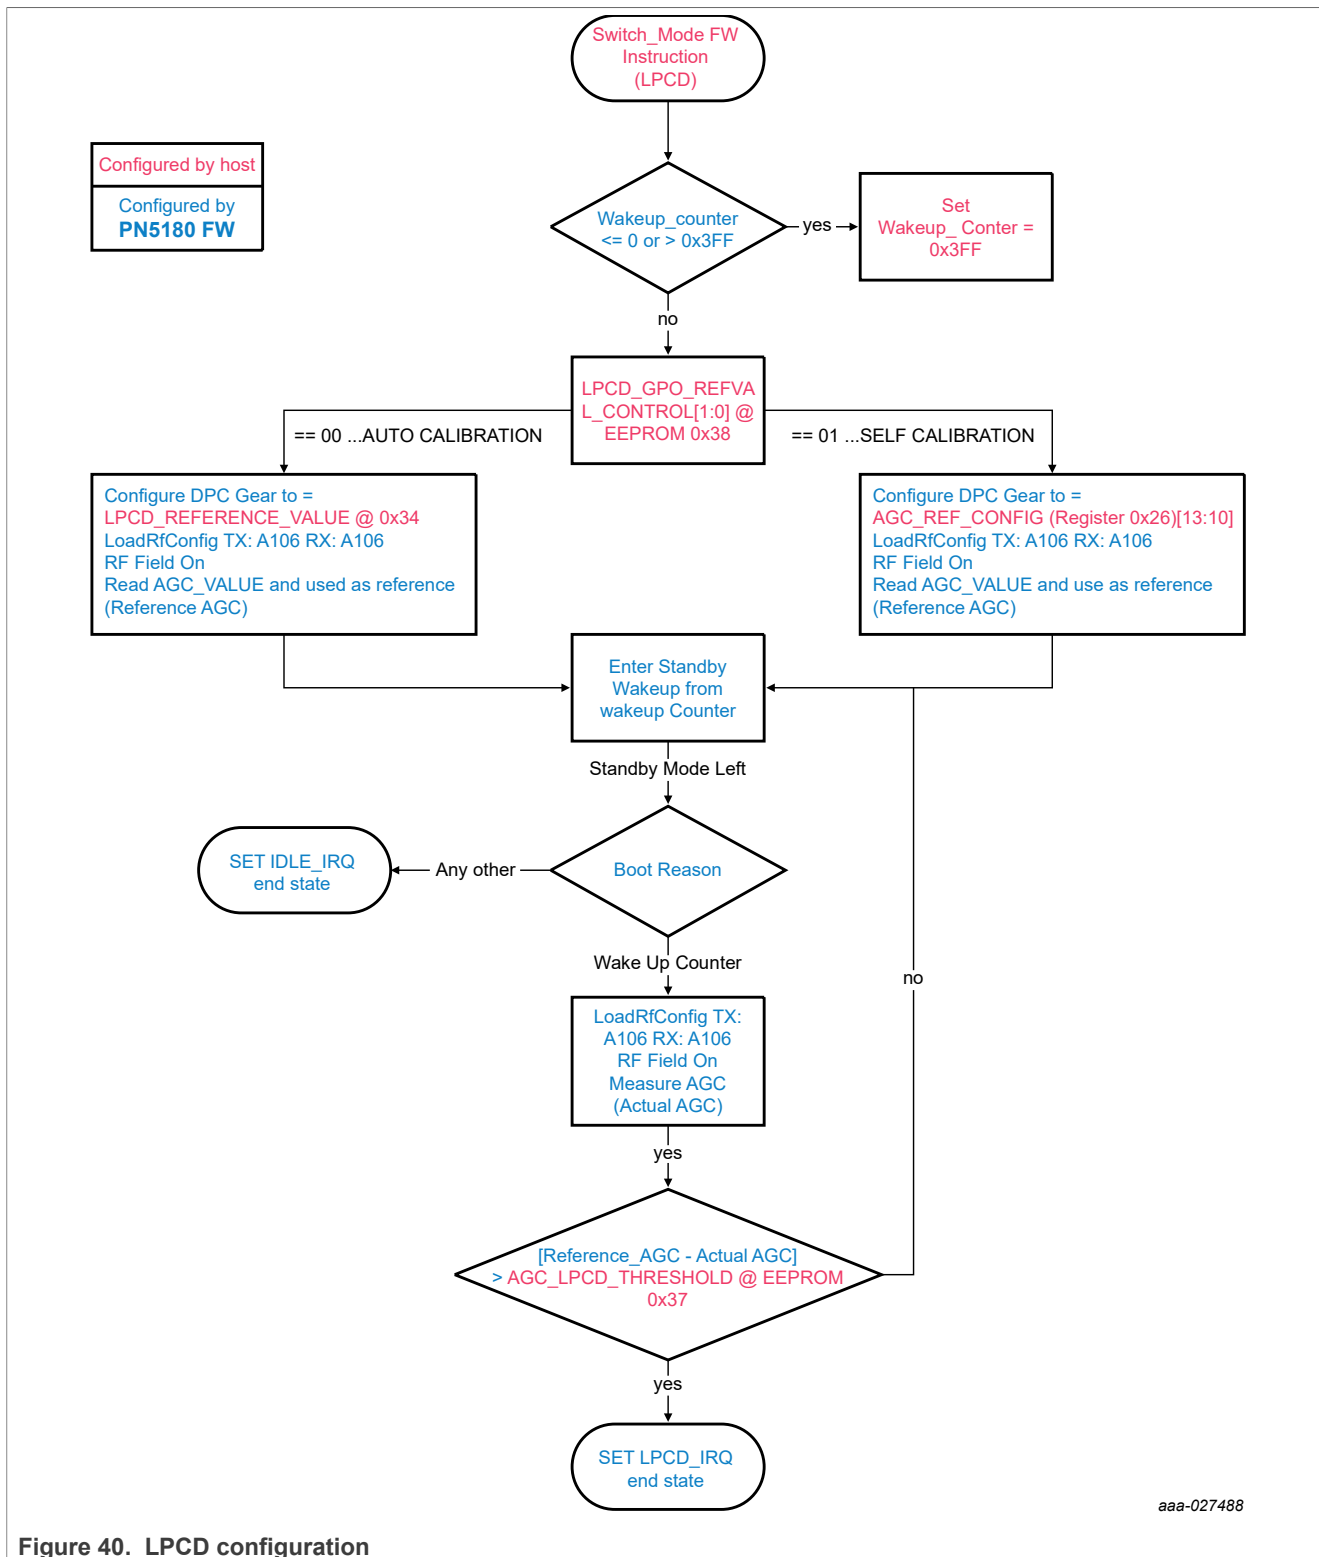 Switch_Mode FW
Instruction
(LPCD)
Configured by host
Configured by
PN5180 FW
Wakeup_counter
<= 0 or > 0x3FF
yes
Set
Wakeup_ Conter =
0x3FF
no
LPCD_GPO_REFVA
L_CONTROL[1:0] @
EEPROM 0x38
== 00 ...AUTO CALIBRATION
== 01 ...SELF CALIBRATION
Configure DPC Gear to =
LPCD_REFERENCE_VALUE @ 0x34
LoadRfConfig TX: A106 RX: A106
RF Field On
Read AGC_VALUE and used as reference
(Reference AGC)
Configure DPC Gear to =
AGC_REF_CONFIG (Register 0x26)[13:10]
LoadRfConfig TX: A106 RX: A106
RF Field On
Read AGC_VALUE and use as reference
(Reference AGC)
Enter Standby
Wakeup from
wakeup Counter
Standby Mode Left
SET IDLE_IRQ
end state
Any other
Boot Reason
Wake Up Counter
no
LoadRfConfig TX:
A106 RX: A106
RF Field On
Measure AGC
(Actual AGC)
yes
[Reference_AGC - Actual AGC]
> AGC_LPCD_THRESHOLD @ EEPROM
0x37
yes
SET LPCD_IRQ
end state
aaa-027488
Figure 40. LPCD configuration